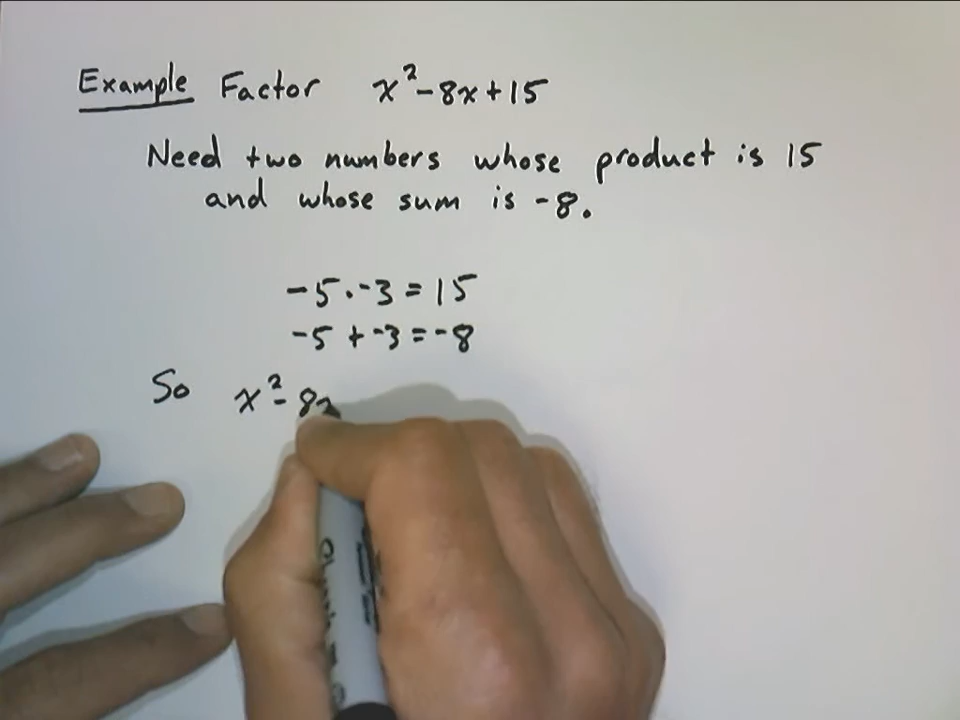 Example Factor x² - 8x + 15
Need two numbers whose product is 15
and whose sum is -8.
-5 · -3 = 15
-5 + -3 = -8
So x² - 8x